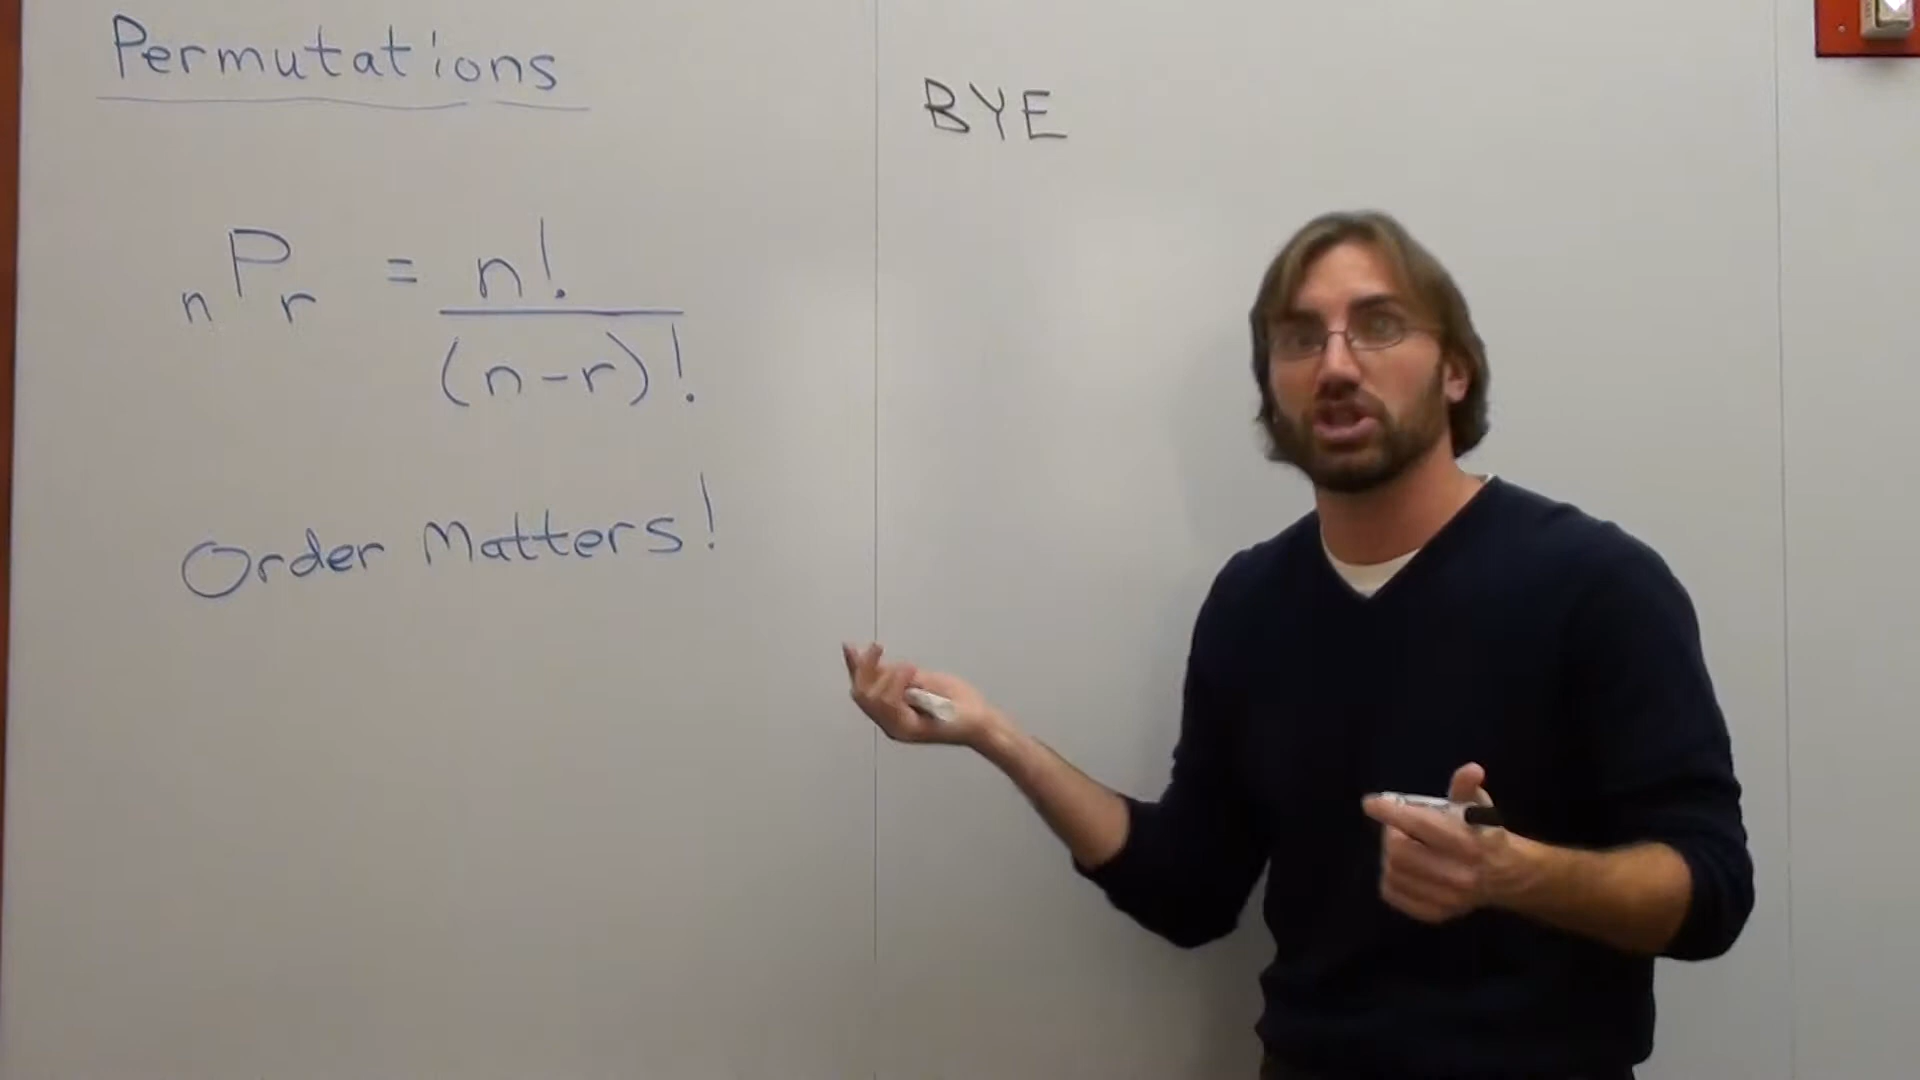 Permutations
nPr = n!
(n-r)!
Order Matters!
BYE